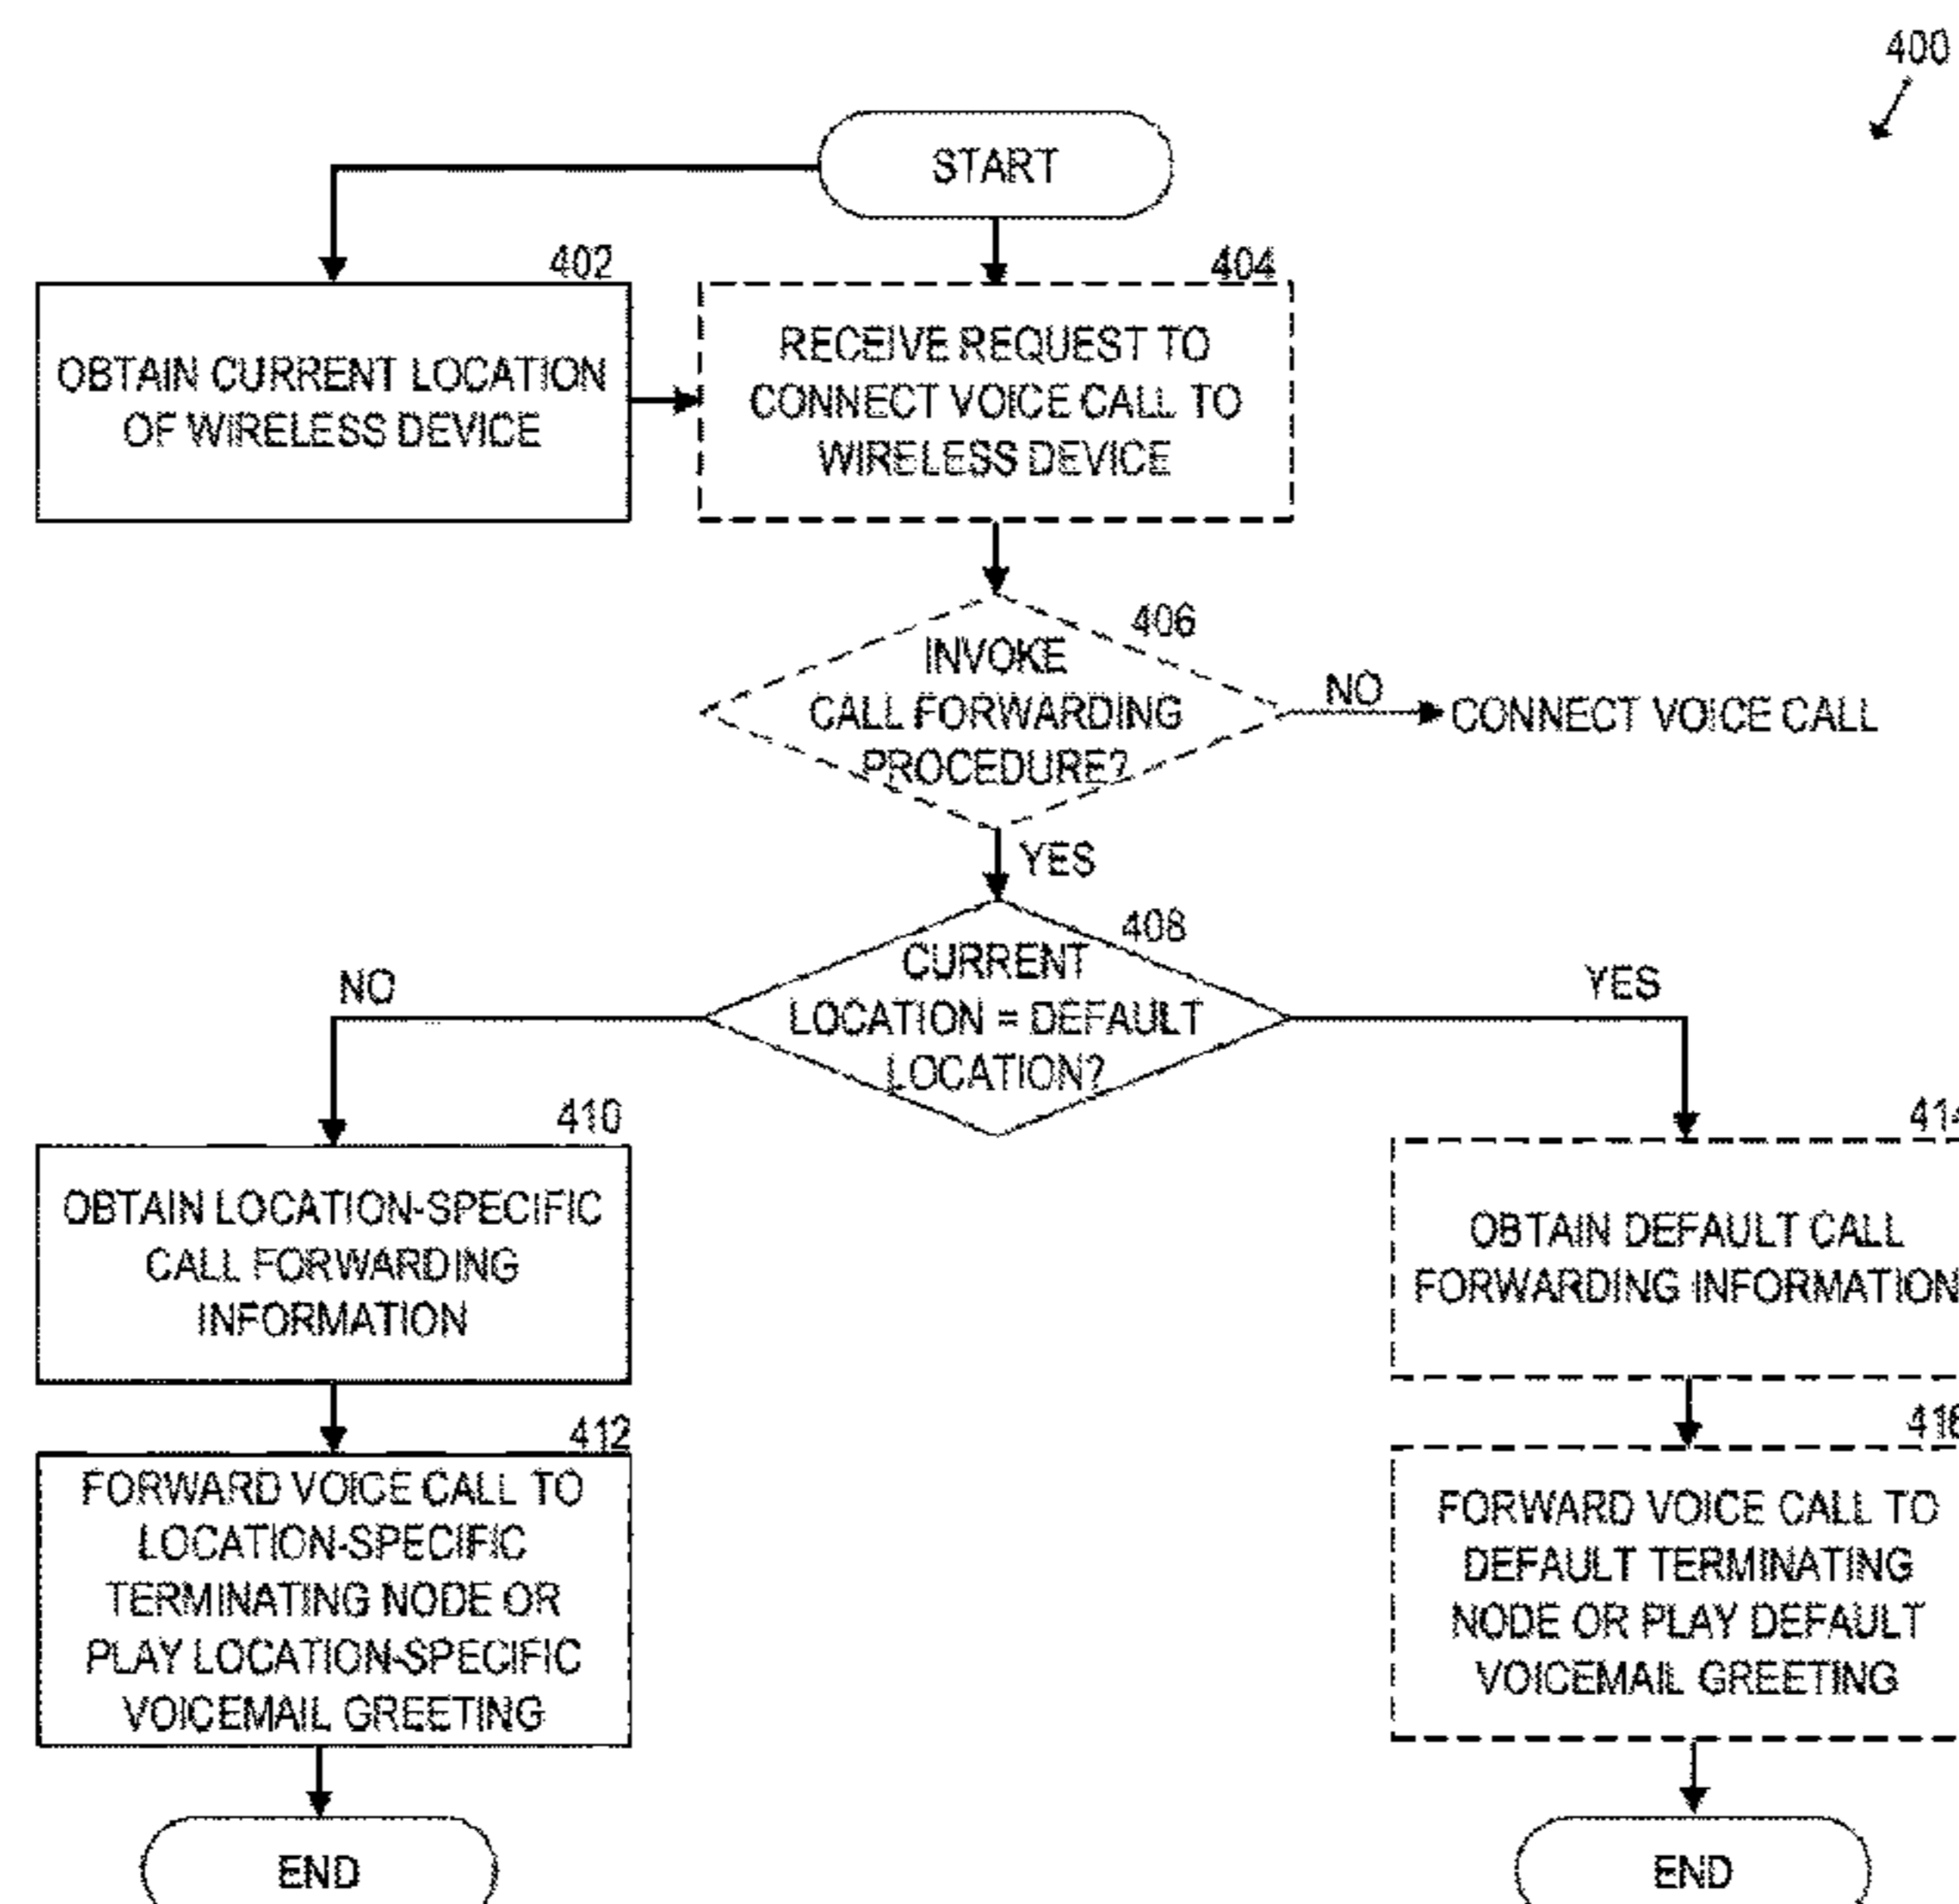 400
START
402
OBTAIN CURRENT LOCATION
OF WIRELESS DEVICE
404
RECEIVE REQUEST TO
CONNECT VOICE CALL TO
WIRELESS DEVICE
406
INVOKE
CALL FORWARDING
PROCEDURE?
NO
CONNECT VOICE CALL
YES
408
CURRENT
LOCATION = DEFAULT
LOCATION?
NO
YES
410
OBTAIN LOCATION-SPECIFIC
CALL FORWARDING
INFORMATION
414
OBTAIN DEFAULT CALL
FORWARDING INFORMATION
412
FORWARD VOICE CALL TO
LOCATION-SPECIFIC
TERMINATING NODE OR
PLAY LOCATION-SPECIFIC
VOICEMAIL GREETING
416
FORWARD VOICE CALL TO
DEFAULT TERMINATING
NODE OR PLAY DEFAULT
VOICEMAIL GREETING
END
END